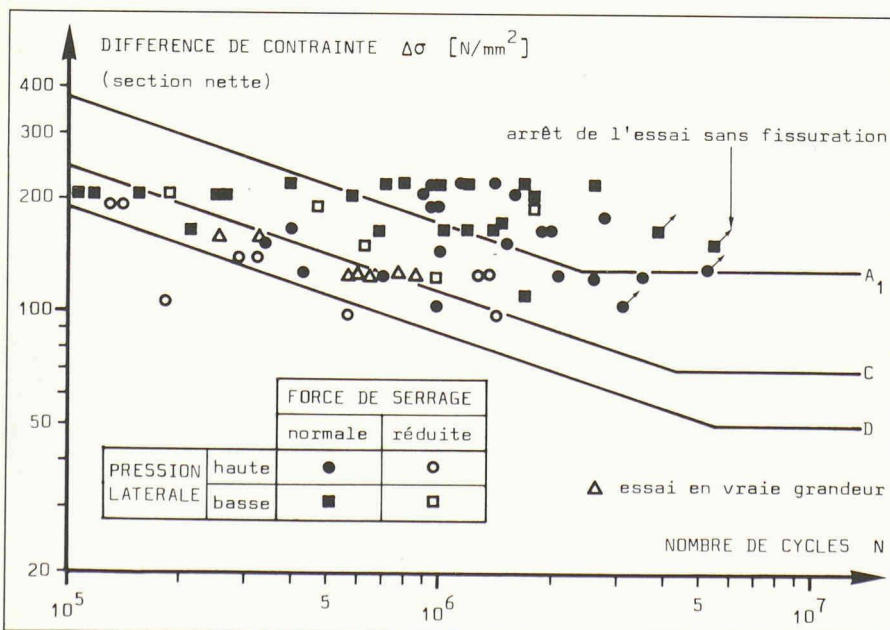 DIFFERENCE DE CONTRAINTE Δσ [N/mm²]
(section nette)
400
300
200
100
50
20
arrêt de l'essai sans fissuration
A₁
C
D
FORCE DE SERRAGE
normale réduite
PRESSION LATERALE
haute
basse
essai en vraie grandeur
NOMBRE DE CYCLES N
10⁵ 5 10⁶ 5 10⁷